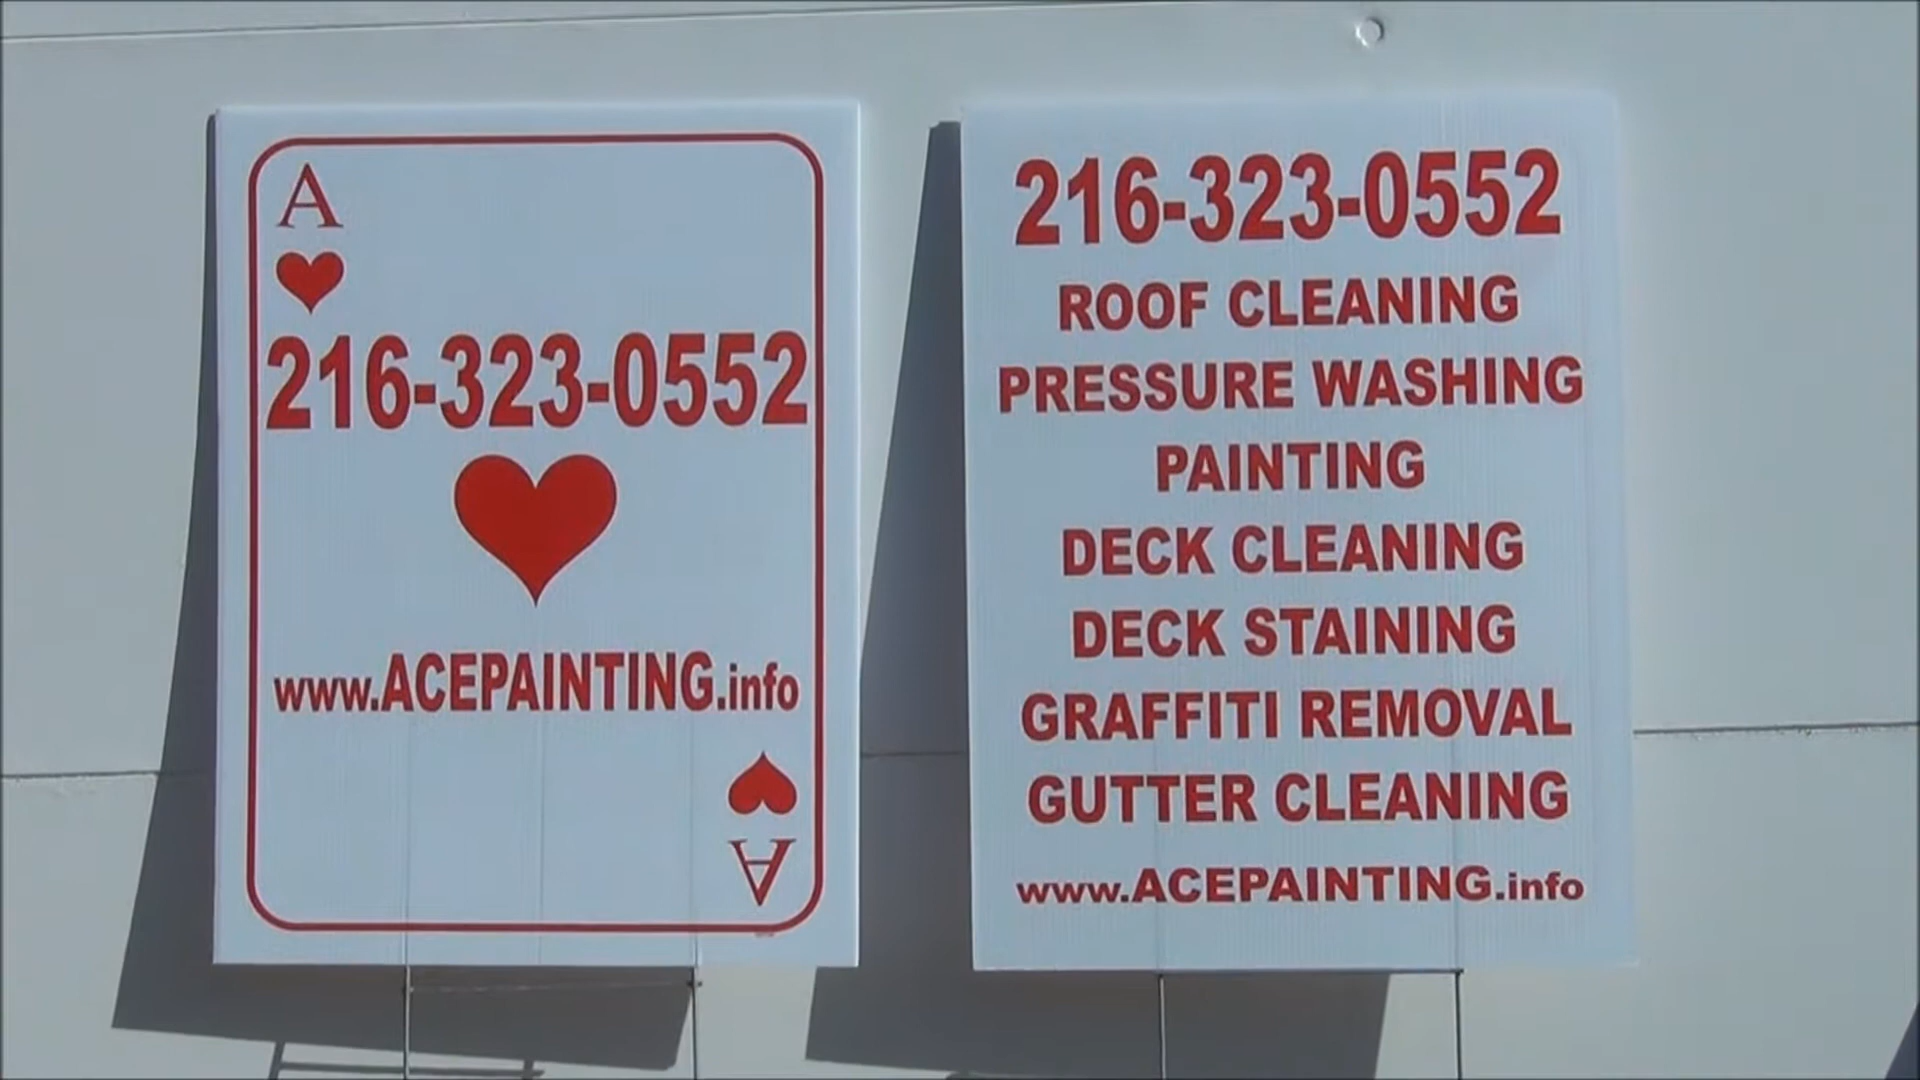 A
216-323-0552
www.ACEPAINTING.info
A
216-323-0552
ROOF CLEANING
PRESSURE WASHING
PAINTING
DECK CLEANING
DECK STAINING
GRAFFITI REMOVAL
GUTTER CLEANING
www.ACEPAINTING.info